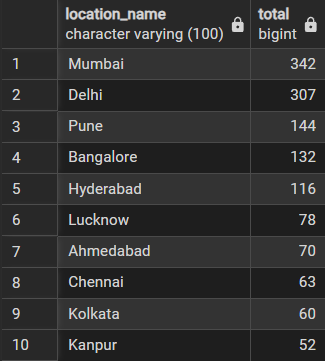 location_name total
character varying (100) bigint
1 Mumbai 342
2 Delhi 307
3 Pune 144
4 Bangalore 132
5 Hyderabad 116
6 Lucknow 78
7 Ahmedabad 70
8 Chennai 63
9 Kolkata 60
10 Kanpur 52